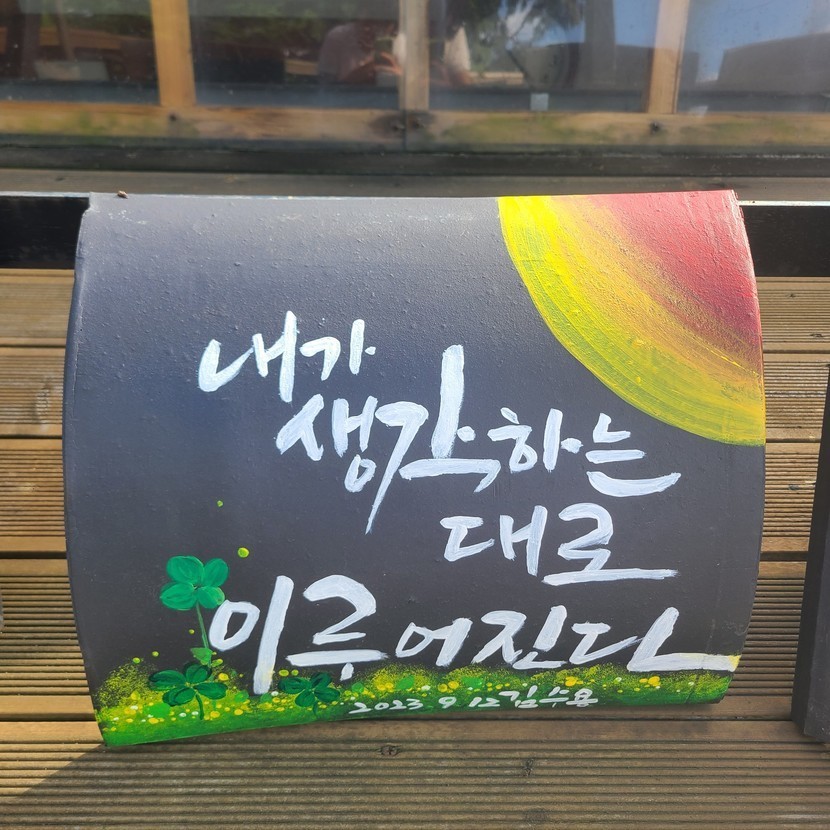 내가
생각하는
대로
이루어진다
2023 9 12 김수용